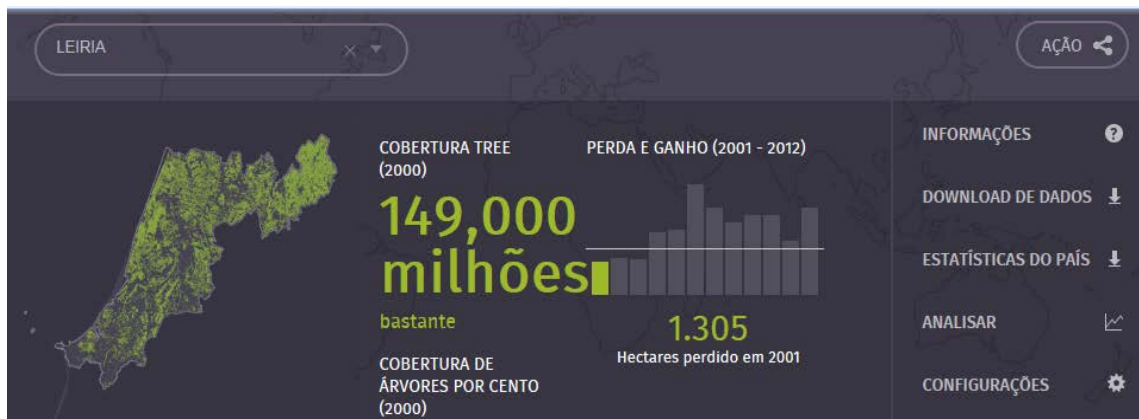 LEIRIA
AÇÃO
COBERTURA TREE
(2000)
149,000
milhões
bastante
COBERTURA DE
ÁRVORES POR CENTO
(2000)
PERDA E GANHO (2001 - 2012)
1.305
Hectares perdido em 2001
INFORMAÇÕES
DOWNLOAD DE DADOS
ESTATÍSTICAS DO PAÍS
ANALISAR
CONFIGURAÇÕES